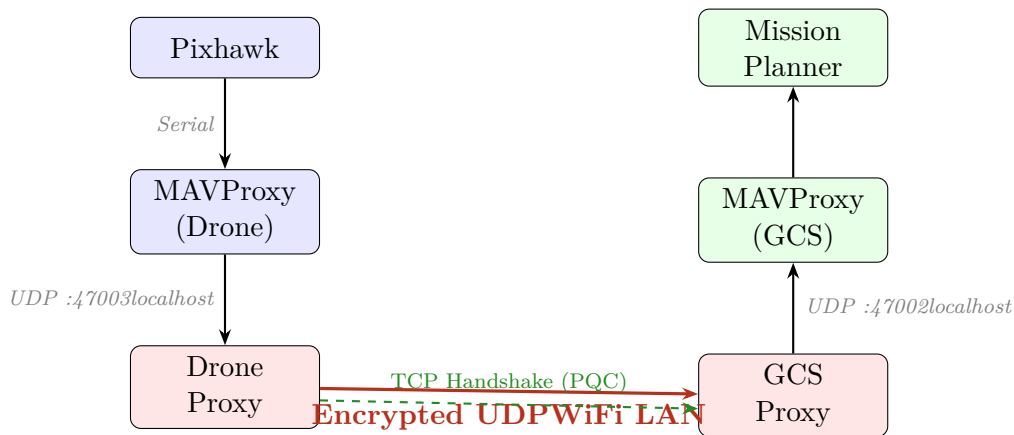 Pixhawk
Mission
Planner
Serial
MAVProxy
(Drone)
MAVProxy
(GCS)
UDP :47003localhost
UDP :47002localhost
Drone
Proxy
TCP Handshake (PQC)
Encrypted UDPWiFi LAN
GCS
Proxy